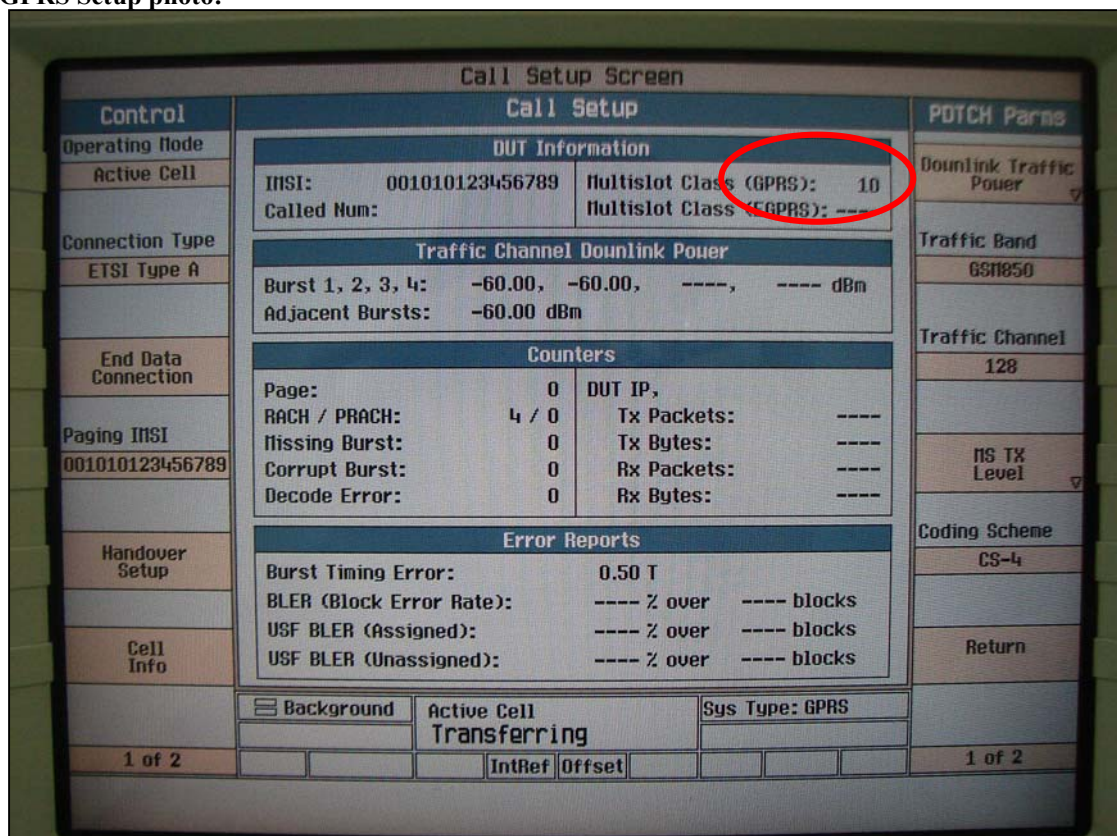 GPRS Setup photo:
Call Setup Screen
Control
Operating Mode
Active Cell
Connection Type
ETSI Type A
End Data
Connection
Paging IMSI
001010123456789
Handover
Setup
Cell
Info
1 of 2
Call Setup
DUT Information
IMSI: 001010123456789
Called Num:
Multislot Class (GPRS): 10
Multislot Class (EGPRS): ---
Traffic Channel Downlink Power
Burst 1, 2, 3, 4: -60.00, -60.00, ----, ---- dBm
Adjacent Bursts: -60.00 dBm
Counters
Page: 0
RACH / PRACH: 4 / 0
Missing Burst: 0
Corrupt Burst: 0
Decode Error: 0
DUT IP,
Tx Packets: ----
Tx Bytes: ----
Rx Packets: ----
Rx Bytes: ----
Error Reports
Burst Timing Error: 0.50 T
BLER (Block Error Rate): ---- % over ---- blocks
USF BLER (Assigned): ---- % over ---- blocks
USF BLER (Unassigned): ---- % over ---- blocks
Background
Active Cell
Transferring
Sys Type: GPRS
IntRef
Offset
PDTCH Parms
Downlink Traffic
Power
Traffic Band
GSM850
Traffic Channel
128
MS TX
Level
Coding Scheme
CS-4
Return
1 of 2